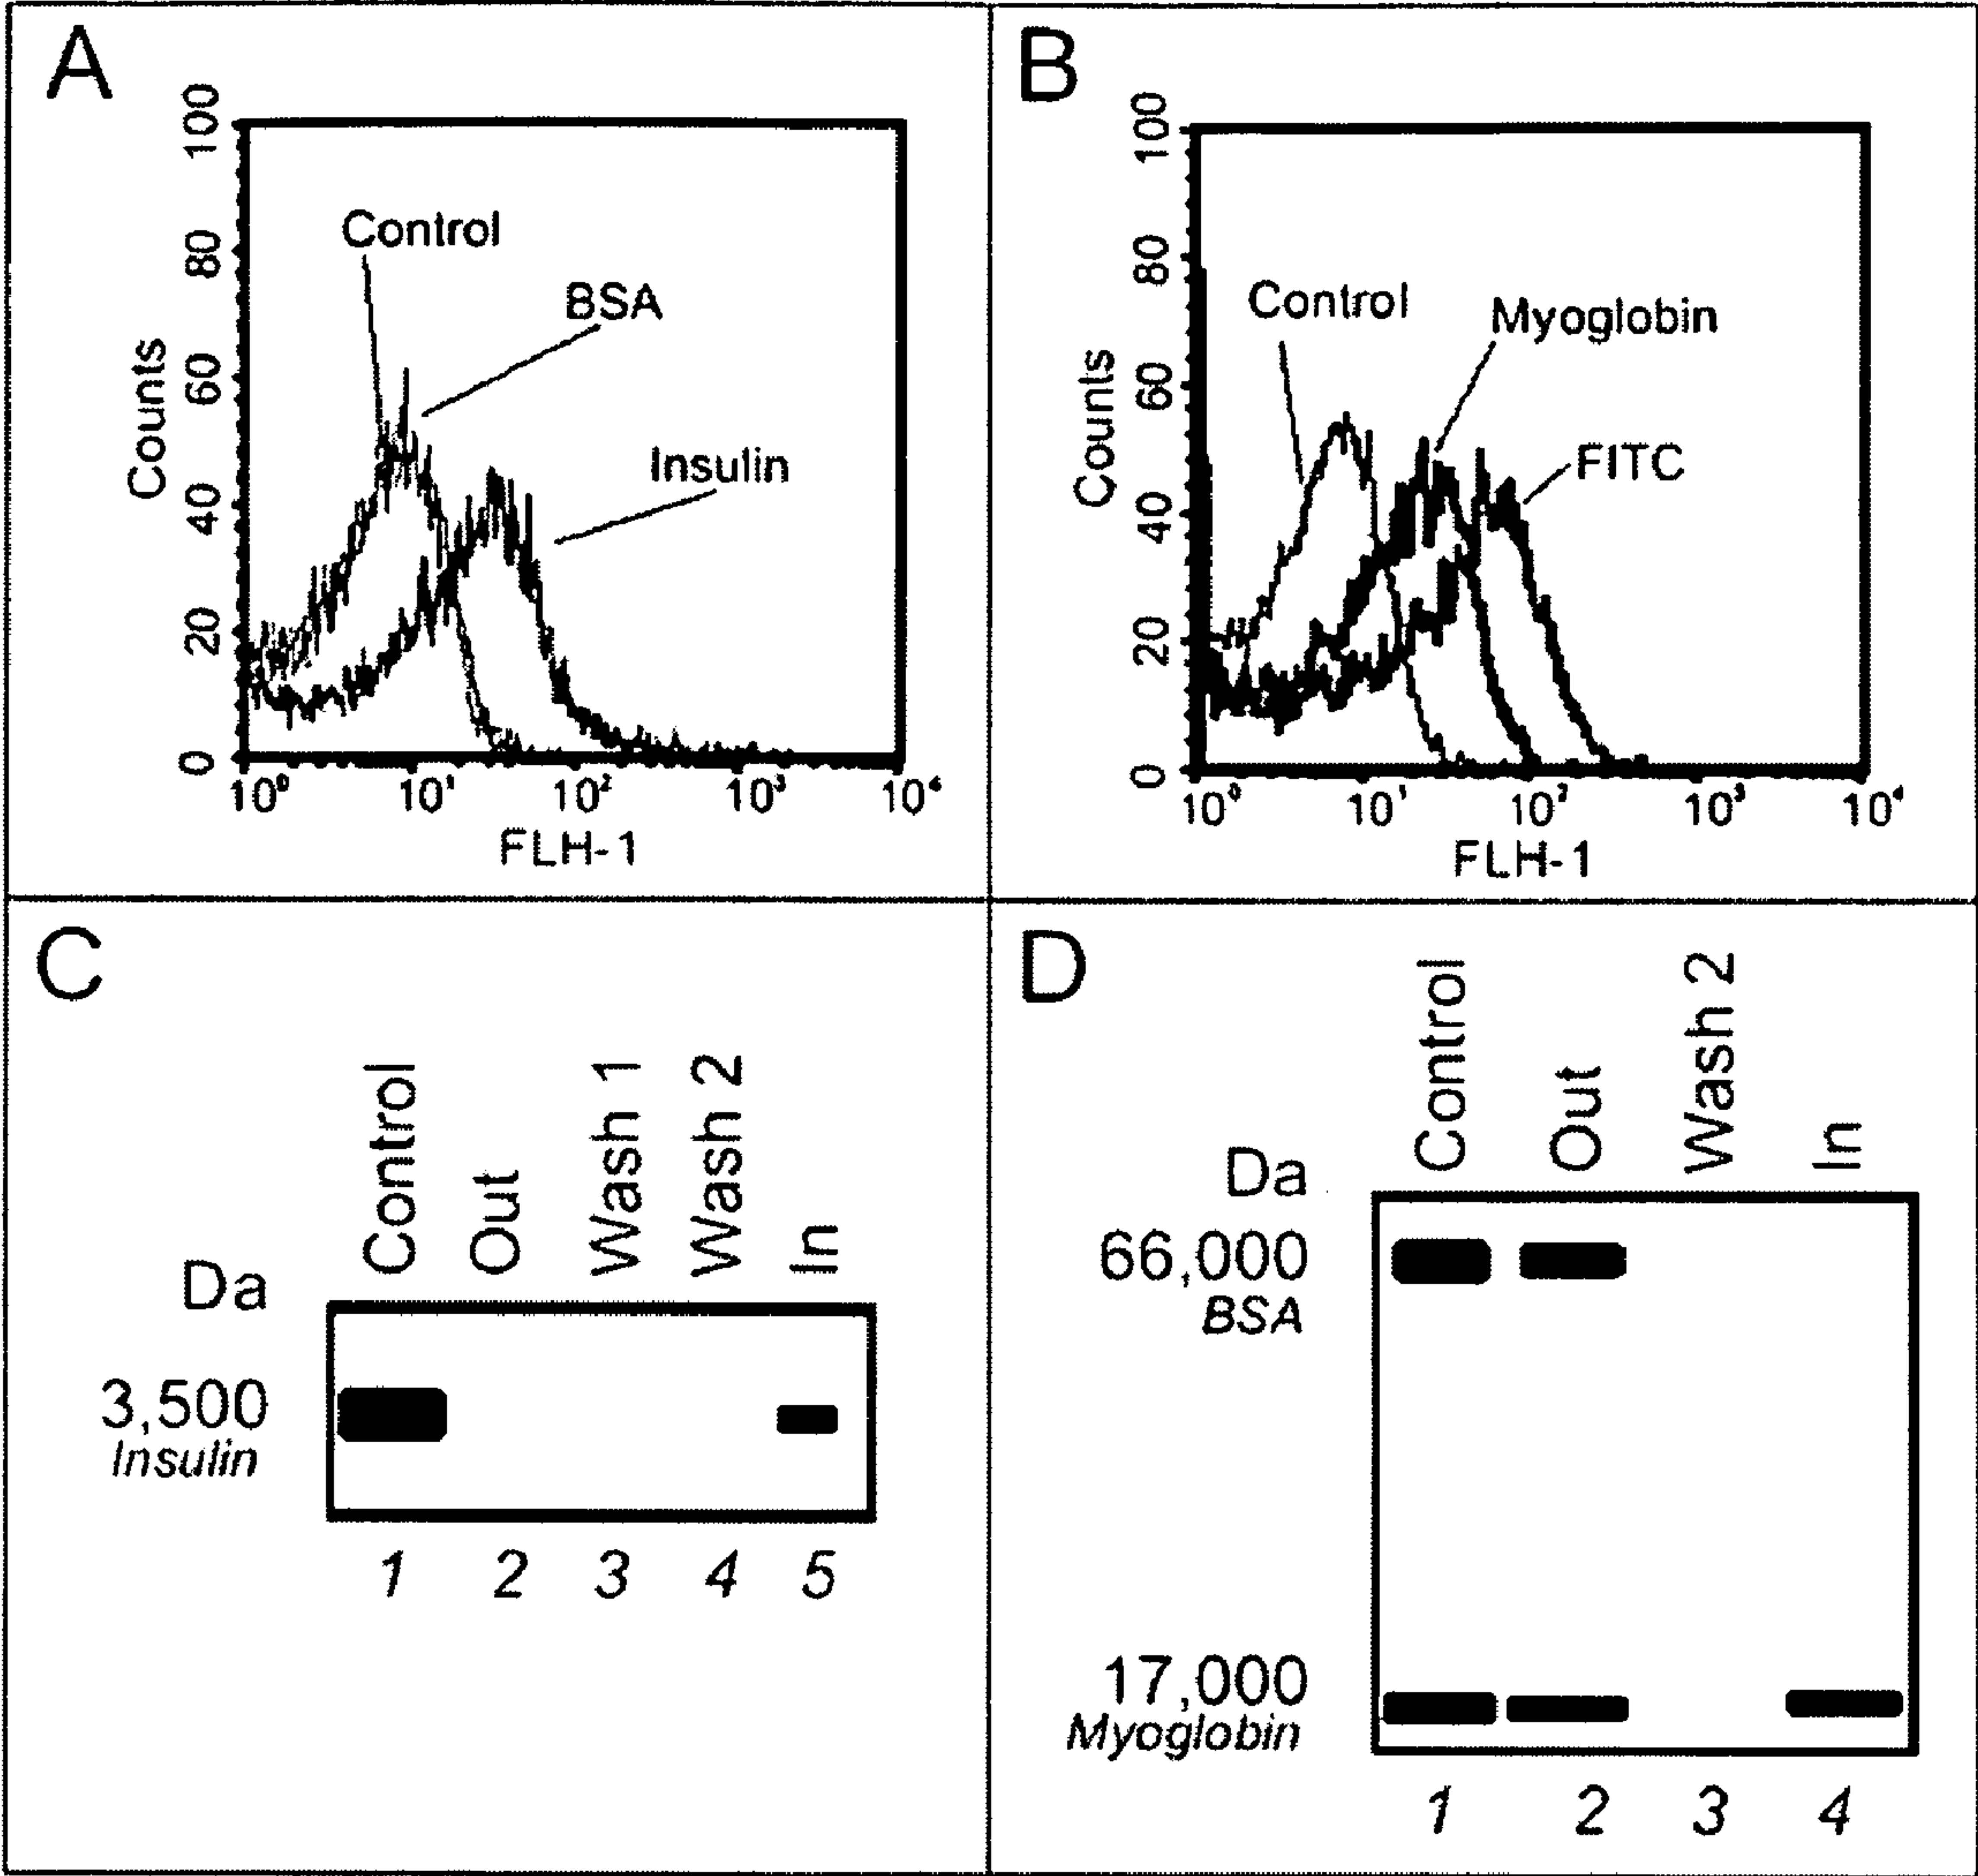 A
Counts
100
80
60
40
20
0
Control
BSA
Insulin
10⁰ 10¹ 10² 10³ 10⁴
FLH-1
B
Counts
100
80
60
40
20
0
Control
Myoglobin
FITC
10⁰ 10¹ 10² 10³ 10⁴
FLH-1
C
Control
Out
Wash 1
Wash 2
In
Da
3,500
Insulin
1 2 3 4 5
D
Control
Out
Wash 2
In
Da
66,000
BSA
17,000
Myoglobin
1 2 3 4